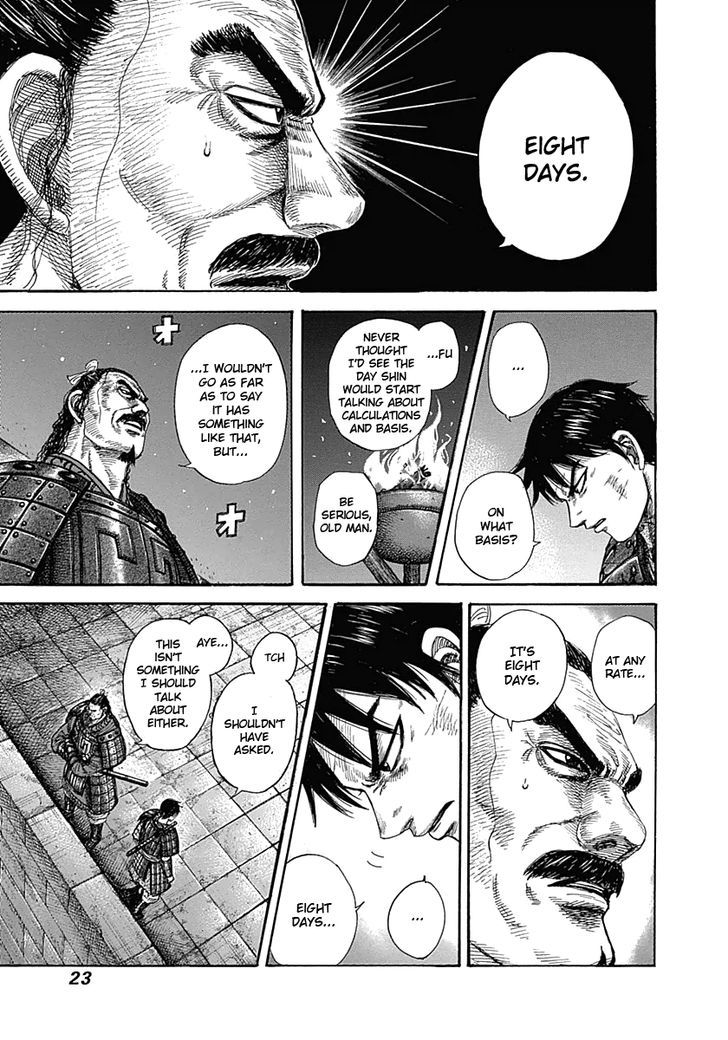 EIGHT
DAYS.
...
ON
WHAT
BASIS?
...FU
NEVER
THOUGHT
I'D SEE THE
DAY SHIN
WOULD START
TALKING ABOUT
CALCULATIONS
AND BASIS.
BE
SERIOUS,
OLD MAN.
...I WOULDN'T
GO AS FAR
AS TO SAY
IT HAS
SOMETHING
LIKE THAT,
BUT...
オ
オ
AT ANY
RATE...
IT'S
EIGHT
DAYS.
...
EIGHT
DAYS...
TCH
I
SHOULDN'T
HAVE
ASKED.
AYE...
THIS
ISN'T
SOMETHING
I SHOULD
TALK
ABOUT
EITHER.
23